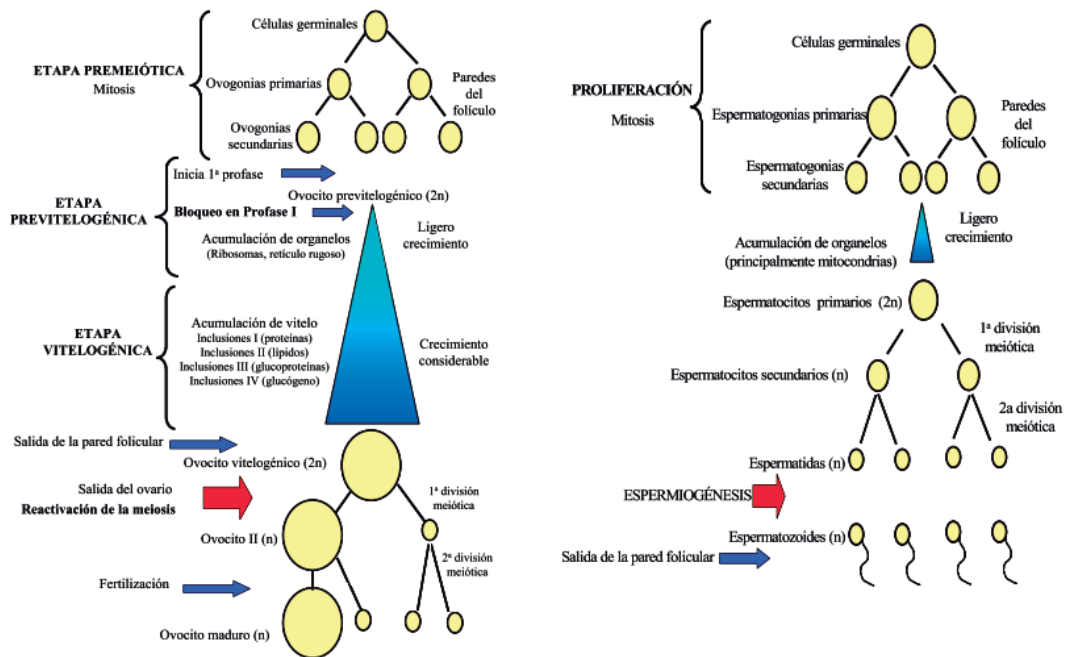 Células germinales
ETAPA PREMEIÓTICA
Mitosis
Ovogonias primarias
Paredes
del
folículo
Ovogonias
secundarias
Inicia 1ª profase
Ovocito previtelogénico (2n)
ETAPA
PREVITELOGÉNICA
Bloqueo en Profase I
Ligero
crecimiento
Acumulación de organelos
(Ribosomas, retículo rugoso)
ETAPA
VITELOGÉNICA
Acumulación de vitelo
Inclusiones I (proteínas)
Inclusiones II (lípidos)
Inclusiones III (glucoproteínas)
Inclusiones IV (glucógeno)
Crecimiento
considerable
Salida de la pared folicular
Ovocito vitelogénico (2n)
Salida del ovario
Reactivación de la meiosis
1ª división
meiótica
Ovocito II (n)
2ª división
meiótica
Fertilización
Ovocito maduro (n)
Células germinales
PROLIFERACIÓN
Mitosis
Espermatogonias primarias
Paredes
del
folículo
Espermatogonias
secundarias
Ligero
crecimiento
Acumulación de organelos
(principalmente mitocondrias)
Espermatocitos primarios (2n)
1ª división
meiótica
Espermatocitos secundarios (n)
2a división
meiótica
Espermatidas (n)
ESPERMIOGÉNESIS
Espermatozoides (n)
Salida de la pared folicular